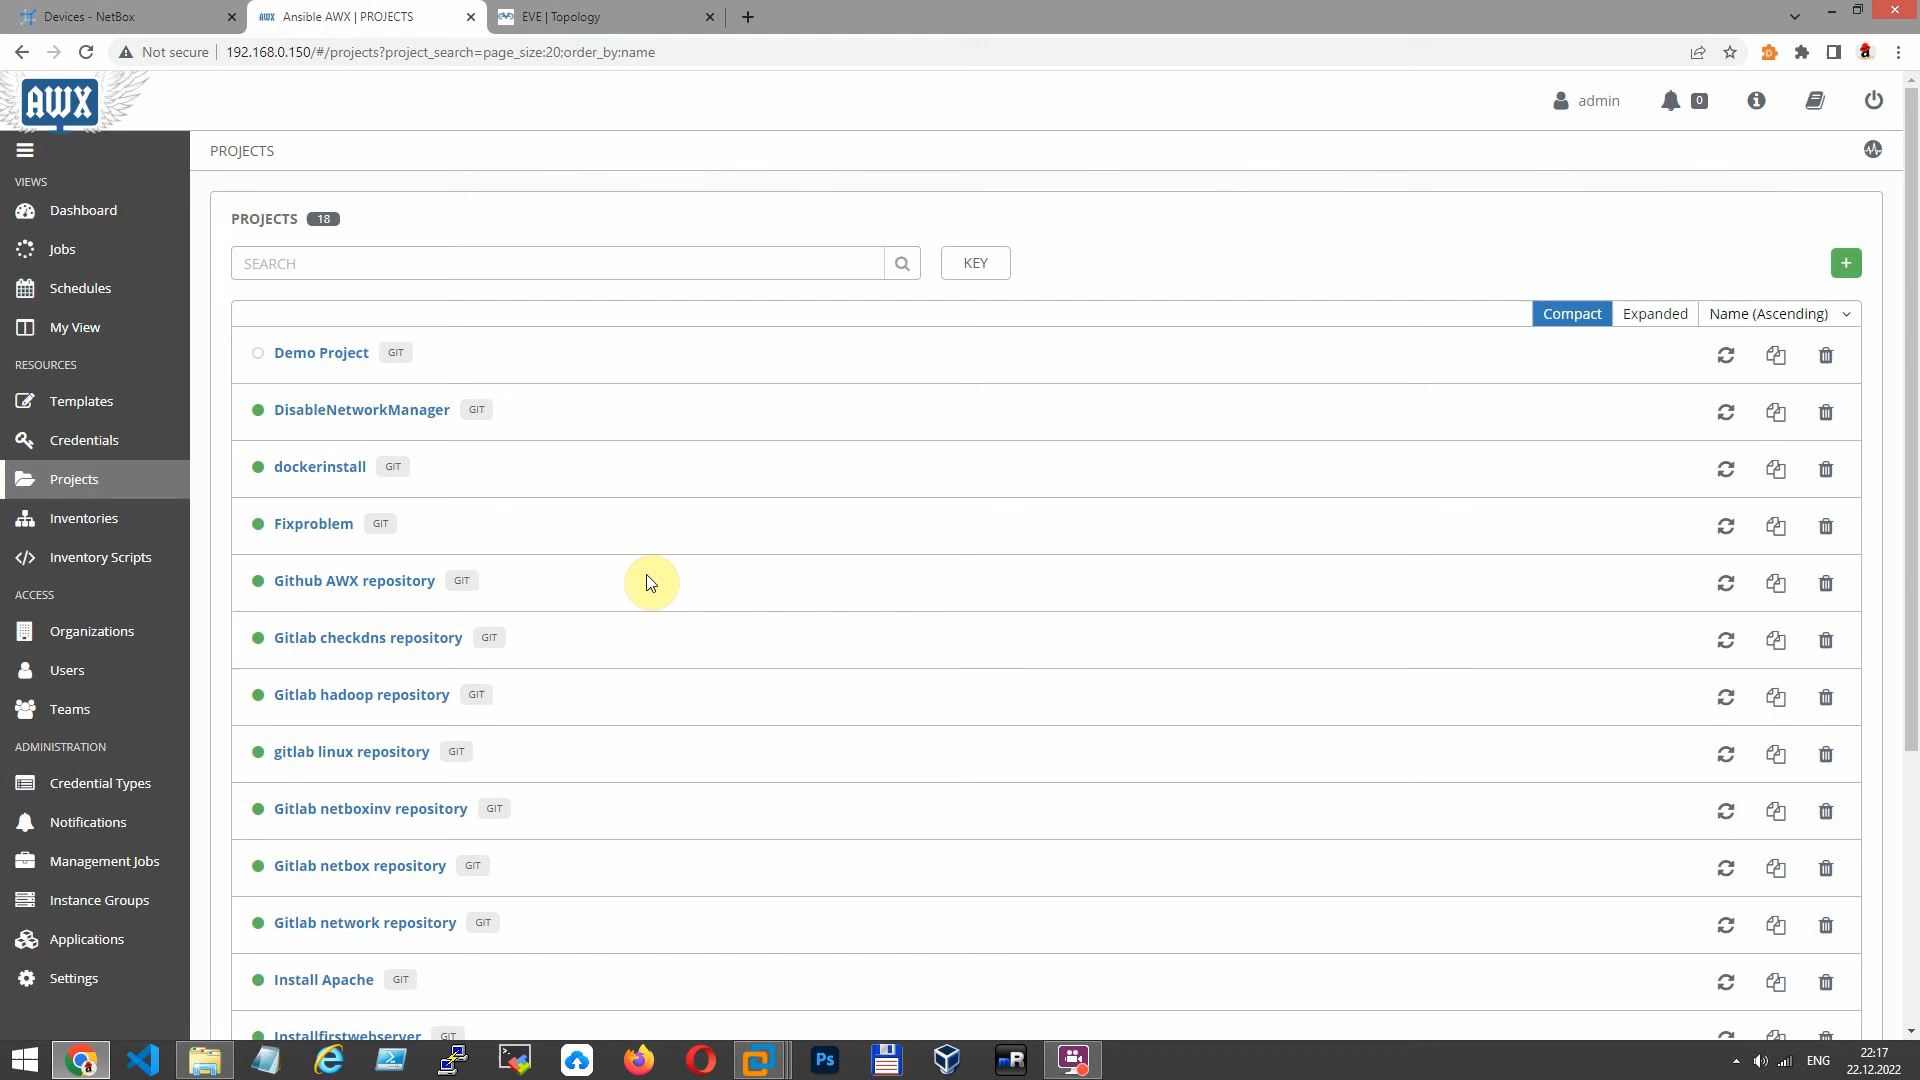 Devices - NetBox
AWX
Ansible AWX | PROJECTS
EVE | Topology
Not secure
192.168.0.150/#/projects?project_search=page_size:20;order_by:name
AWX
admin
0
PROJECTS
VIEWS
Dashboard
Jobs
Schedules
My View
RESOURCES
Templates
Credentials
Projects
Inventories
Inventory Scripts
ACCESS
Organizations
Users
Teams
ADMINISTRATION
Credential Types
Notifications
Management Jobs
Instance Groups
Applications
Settings
PROJECTS 18
SEARCH
KEY
Compact
Expanded
Name (Ascending)
Demo Project GIT
DisableNetworkManager GIT
dockerinstall GIT
Fixproblem GIT
Github AWX repository GIT
Gitlab checkdns repository GIT
Gitlab hadoop repository GIT
gitlab linux repository GIT
Gitlab netboxinv repository GIT
Gitlab netbox repository GIT
Gitlab network repository GIT
Install Apache GIT
Installfirstwebserver GIT
Ps
mR
ENG
22:17
22.12.2022